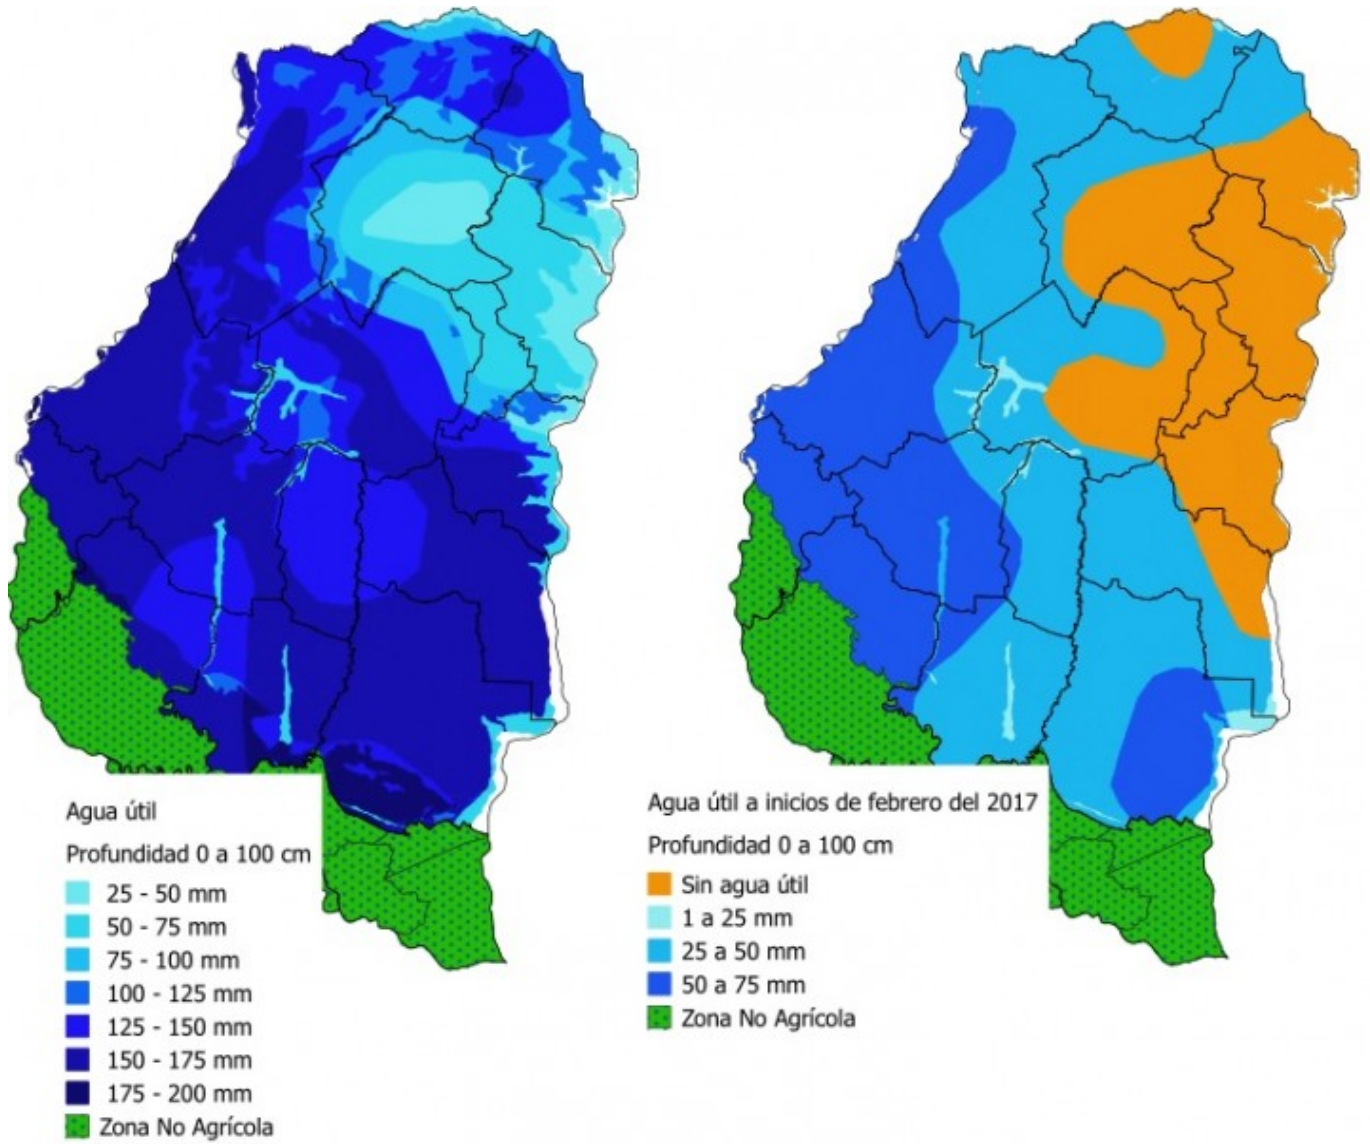 Agua útil
Profundidad 0 a 100 cm
25 - 50 mm
50 - 75 mm
75 - 100 mm
100 - 125 mm
125 - 150 mm
150 - 175 mm
175 - 200 mm
Zona No Agrícola
Agua útil a inicios de febrero del 2017
Profundidad 0 a 100 cm
Sin agua útil
1 a 25 mm
25 a 50 mm
50 a 75 mm
Zona No Agrícola